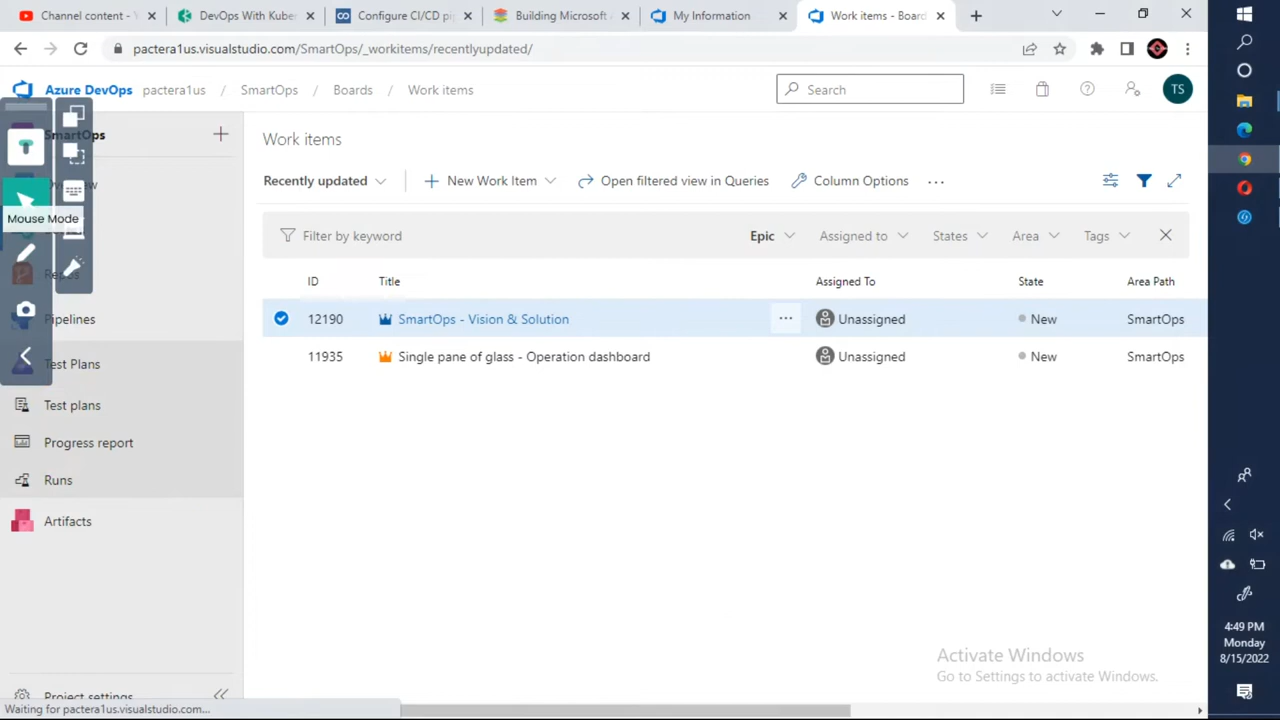 Channel content - Y
DevOps With Kuber
Configure CI/CD pi
Building Microsoft
My Information
Work items - Board
pactera1us.visualstudio.com/SmartOps/_workitems/recentlyupdated/
Azure DevOps
pactera1us / SmartOps / Boards / Work items
Search
TS
SmartOps
Work items
Recently updated
New Work Item
Open filtered view in Queries
Column Options
Mouse Mode
Filter by keyword
Epic
Assigned to
States
Area
Tags
Repos
ID Title Assigned To State Area Path
12190 SmartOps - Vision & Solution Unassigned New SmartOps
11935 Single pane of glass - Operation dashboard Unassigned New SmartOps
Pipelines
Test Plans
Test plans
Progress report
Runs
Artifacts
Project settings
Activate Windows
Go to Settings to activate Windows.
Waiting for pactera1us.visualstudio.com...
4:49 PM
Monday
8/15/2022